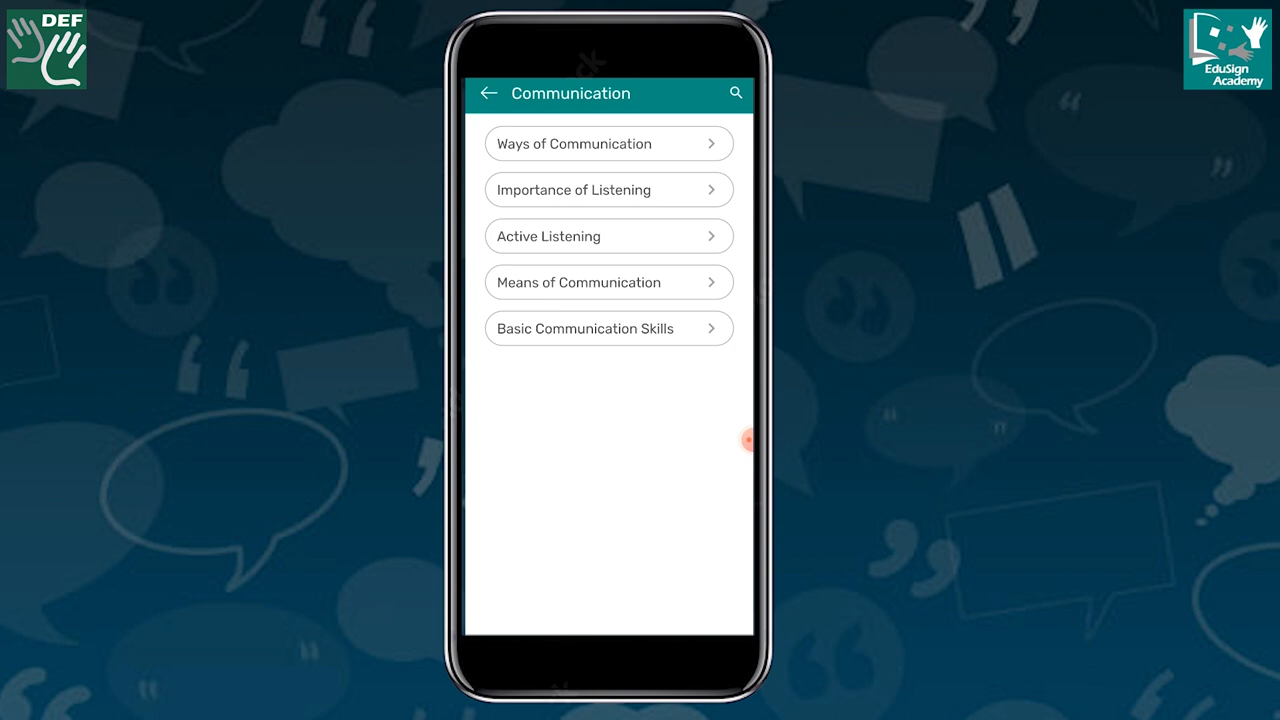 DEF
EduSign
Academy
Communication
Ways of Communication
Importance of Listening
Active Listening
Means of Communication
Basic Communication Skills